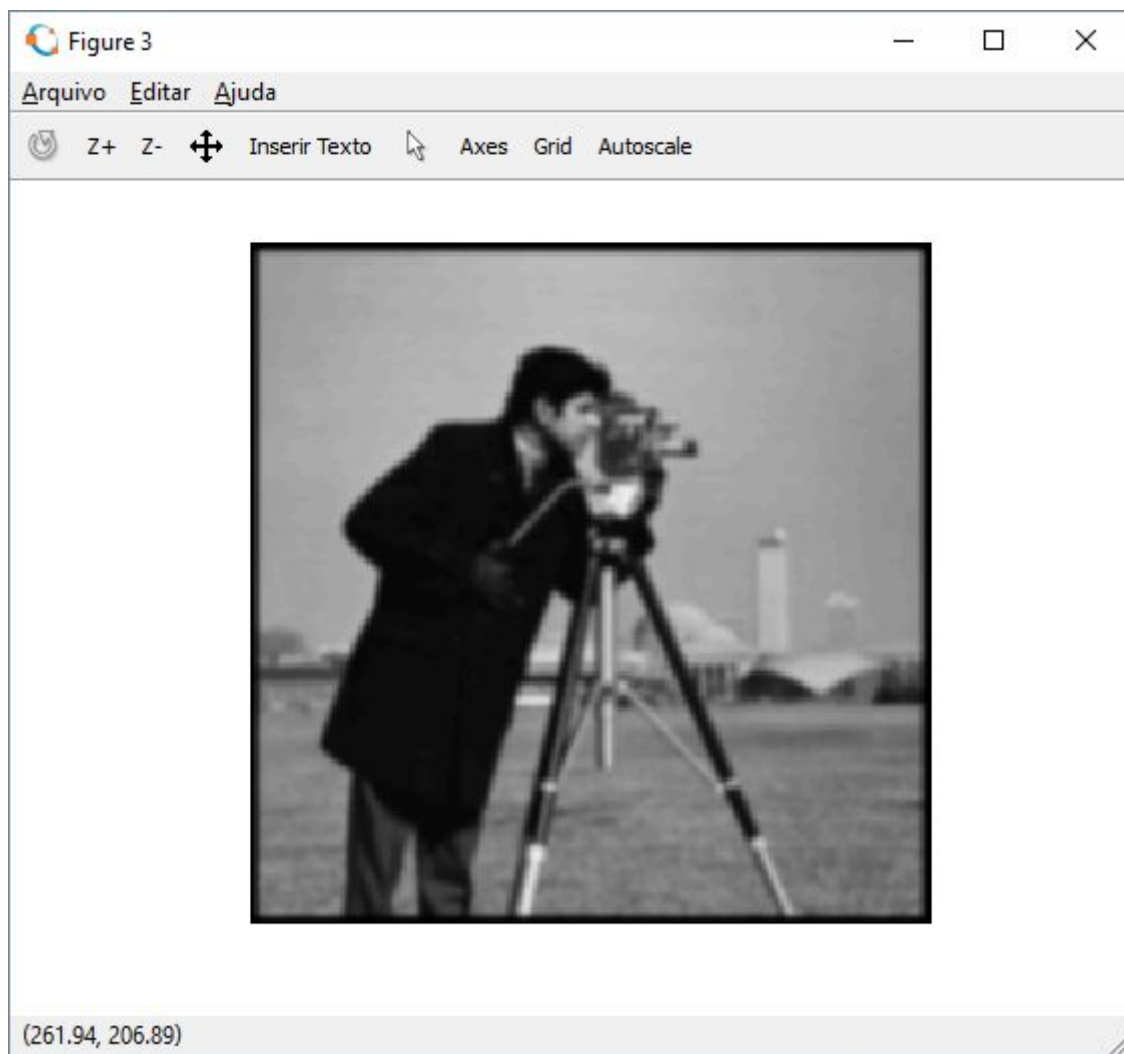 Figure 3
Arquivo Editar Ajuda
Z+ Z- Inserir Texto Axes Grid Autoscale
(261.94, 206.89)